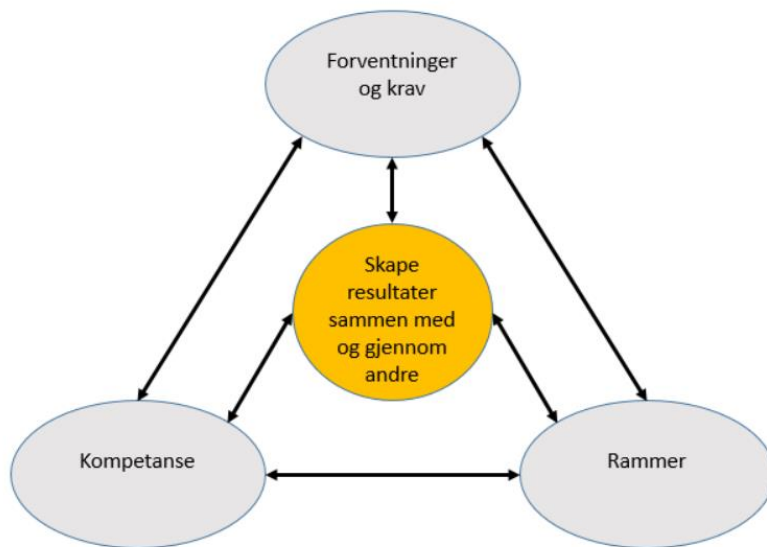 Forventninger
og krav
Skape
resultater
sammen med
og gjennom
andre
Kompetanse
Rammer